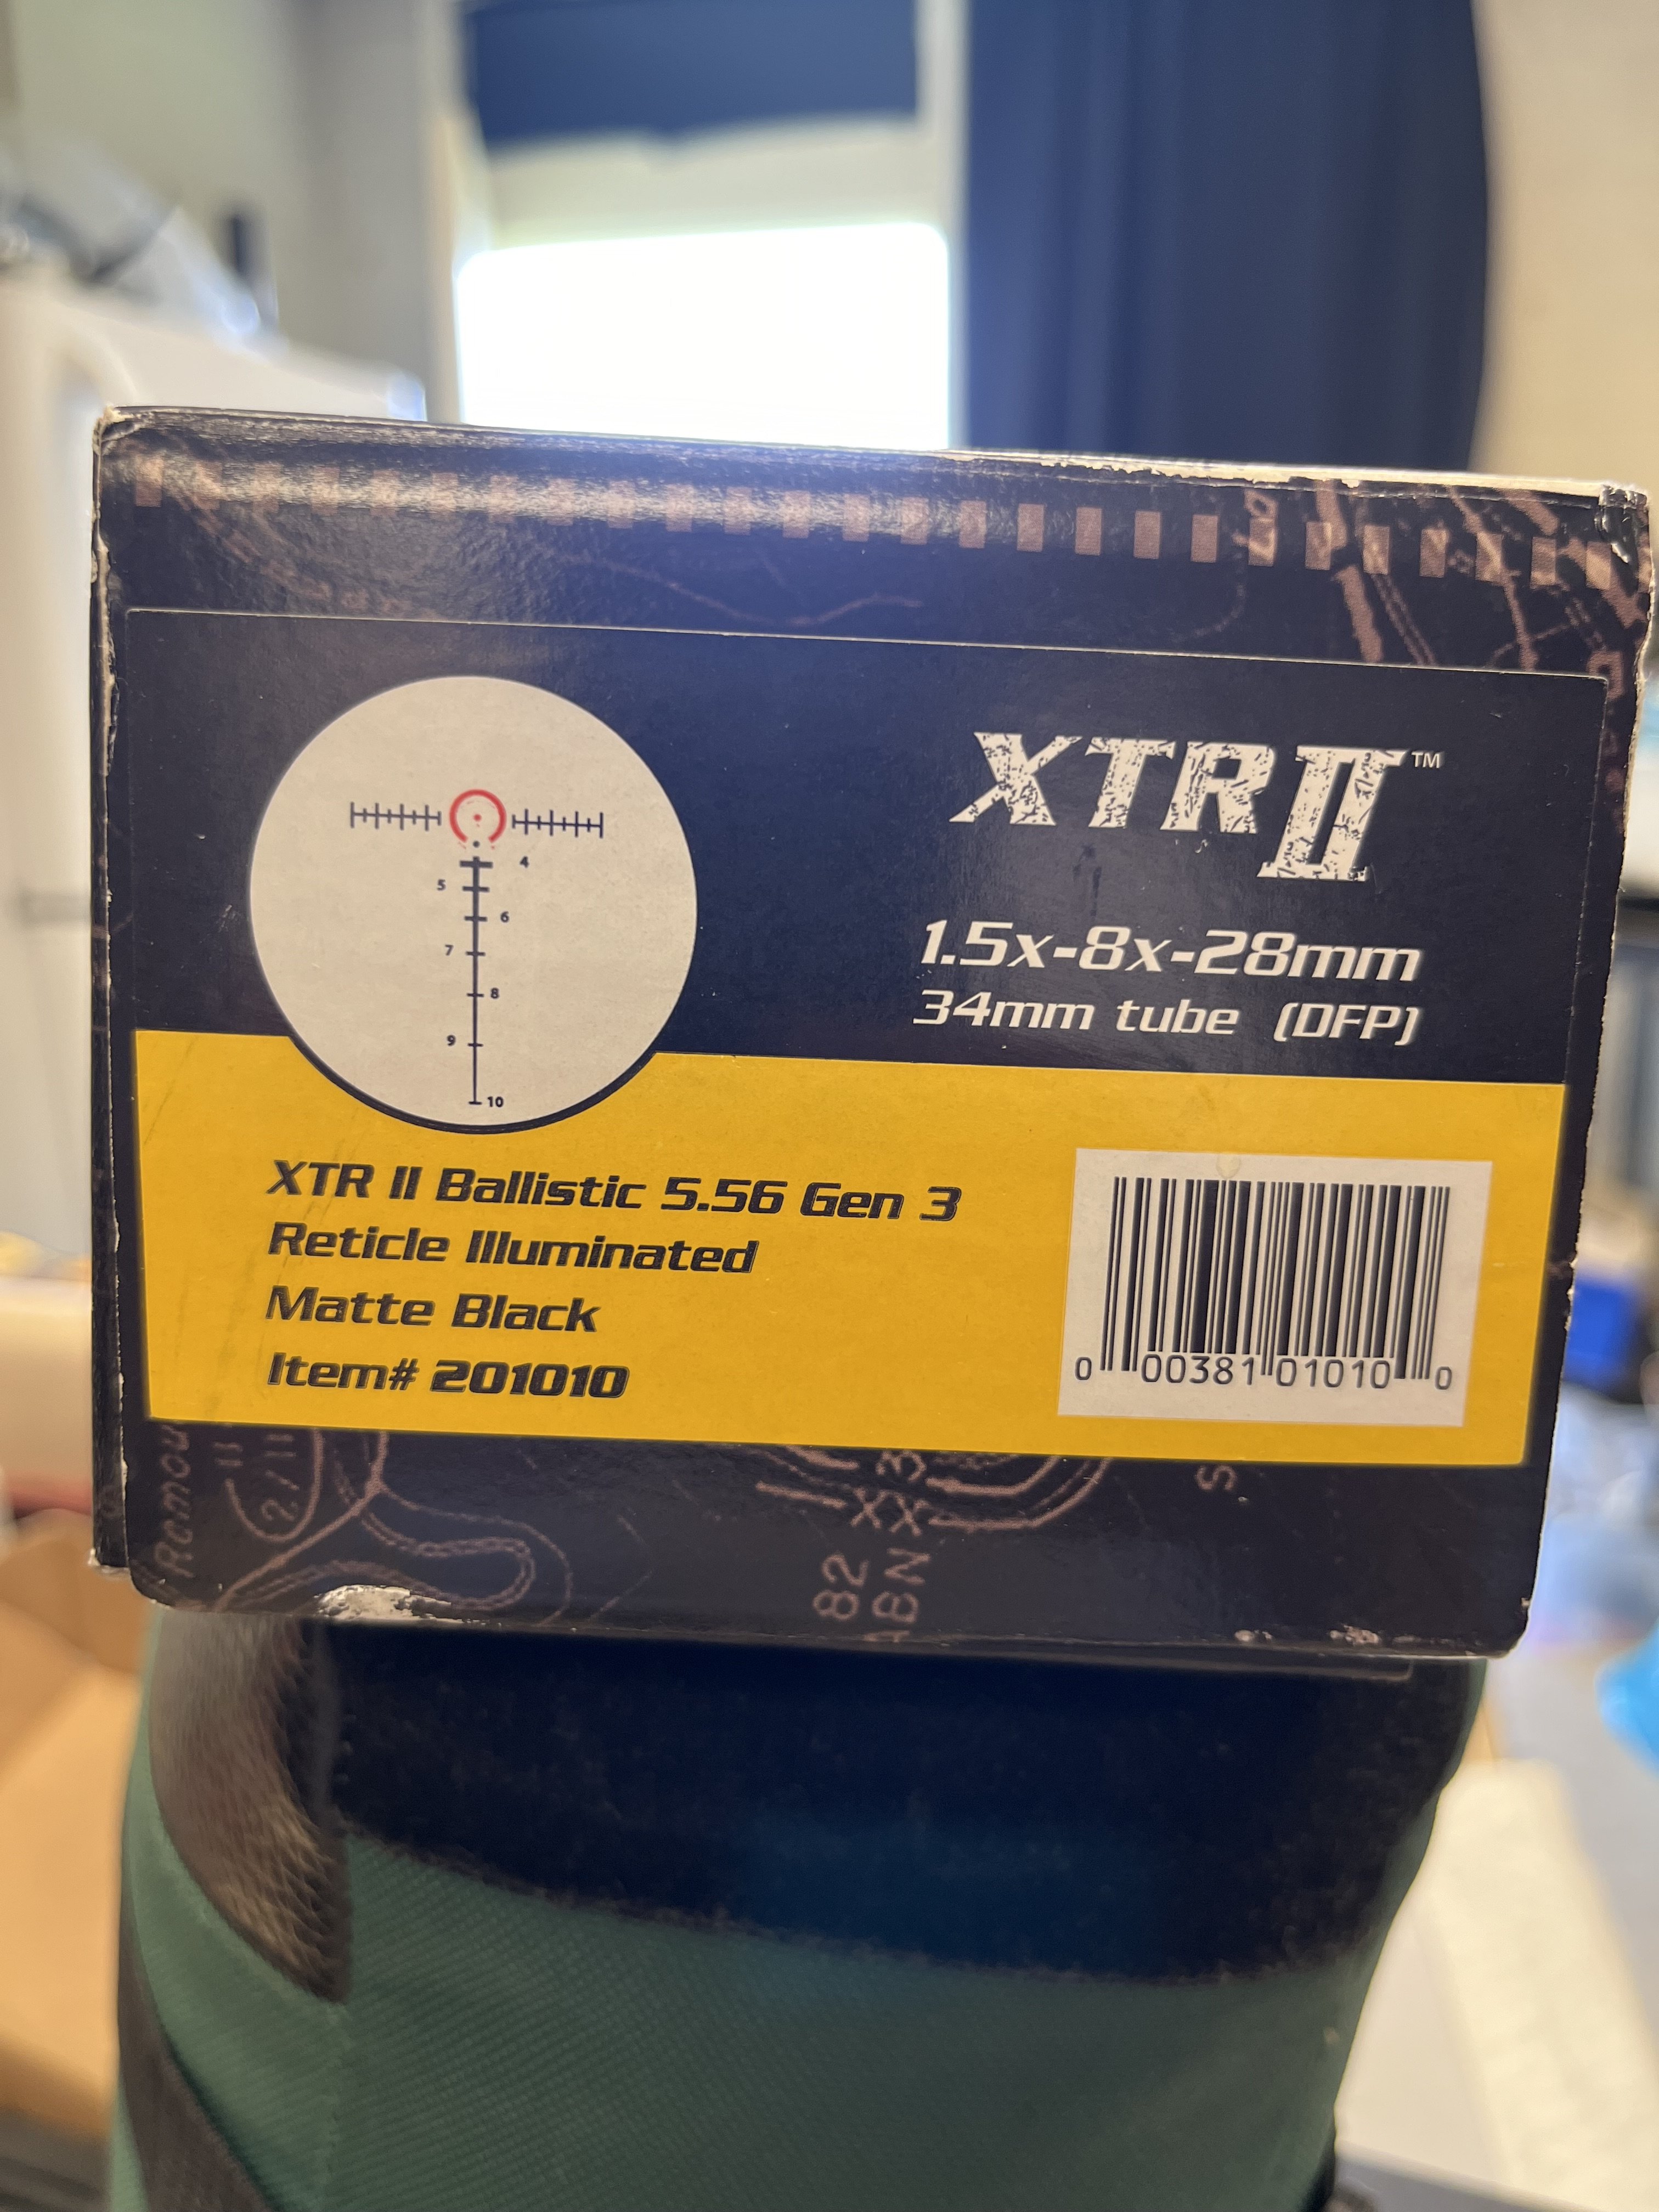 XTR II™
1.5x-8x-28mm
34mm tube (DFP)
4
5
6
7
8
9
10
XTR II Ballistic 5.56 Gen 3
Reticle Illuminated
Matte Black
Item# 201010
0 00381 01010 0
82